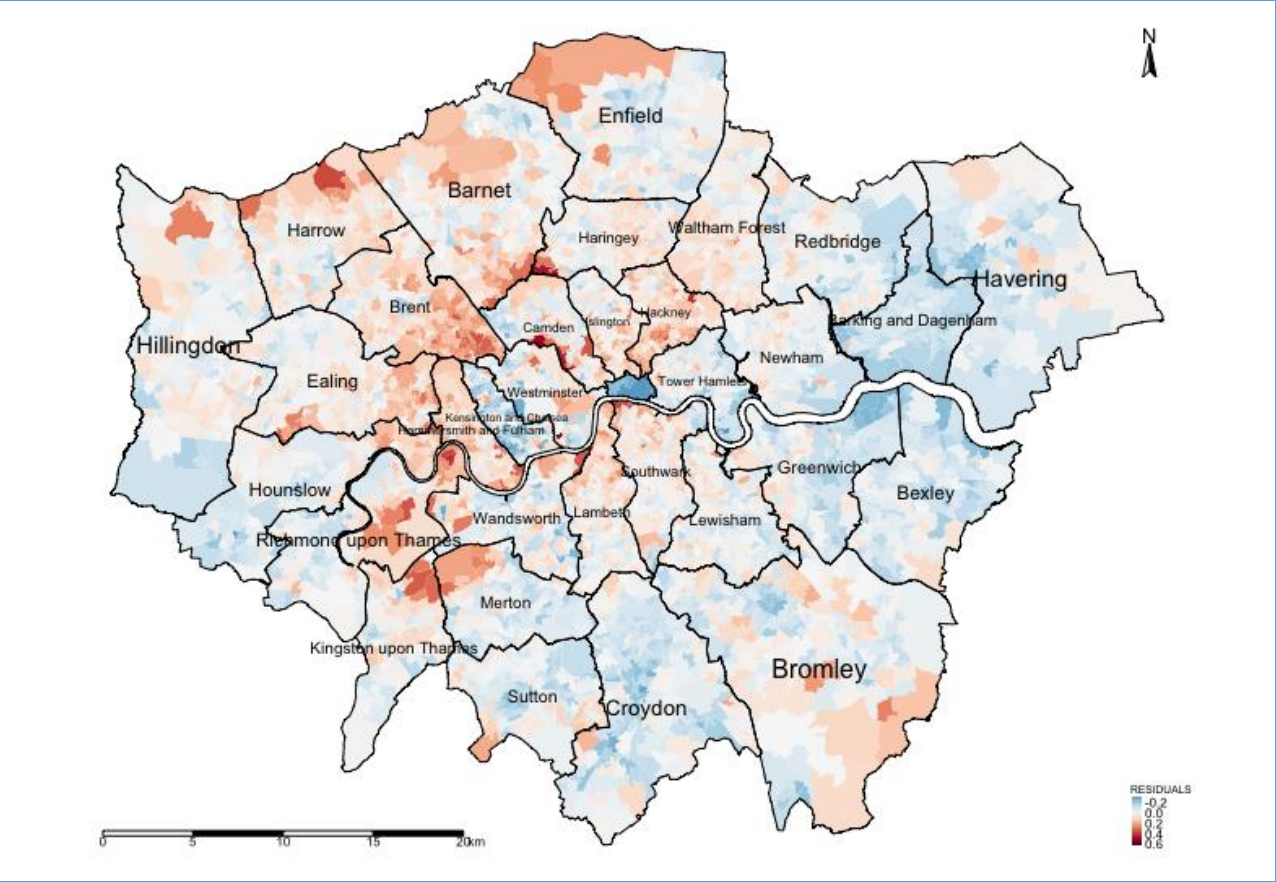 N
Enfield
Barnet
Harrow
Haringey
Waltham Forest
Redbridge
Havering
Brent
Camden
Islington
Hackney
Barking and Dagenham
Hillingdon
Newham
Ealing
Westminster
Tower Hamlets
Kensington and Chelsea
Hammersmith and Fulham
Hounslow
Southwark
Greenwich
Bexley
Richmond upon Thames
Wandsworth
Lambeth
Lewisham
Merton
Kingston upon Thames
Bromley
Sutton
Croydon
RESIDUALS
-0.2
0.0
0.2
0.4
0.6
0 5 10 15 20km